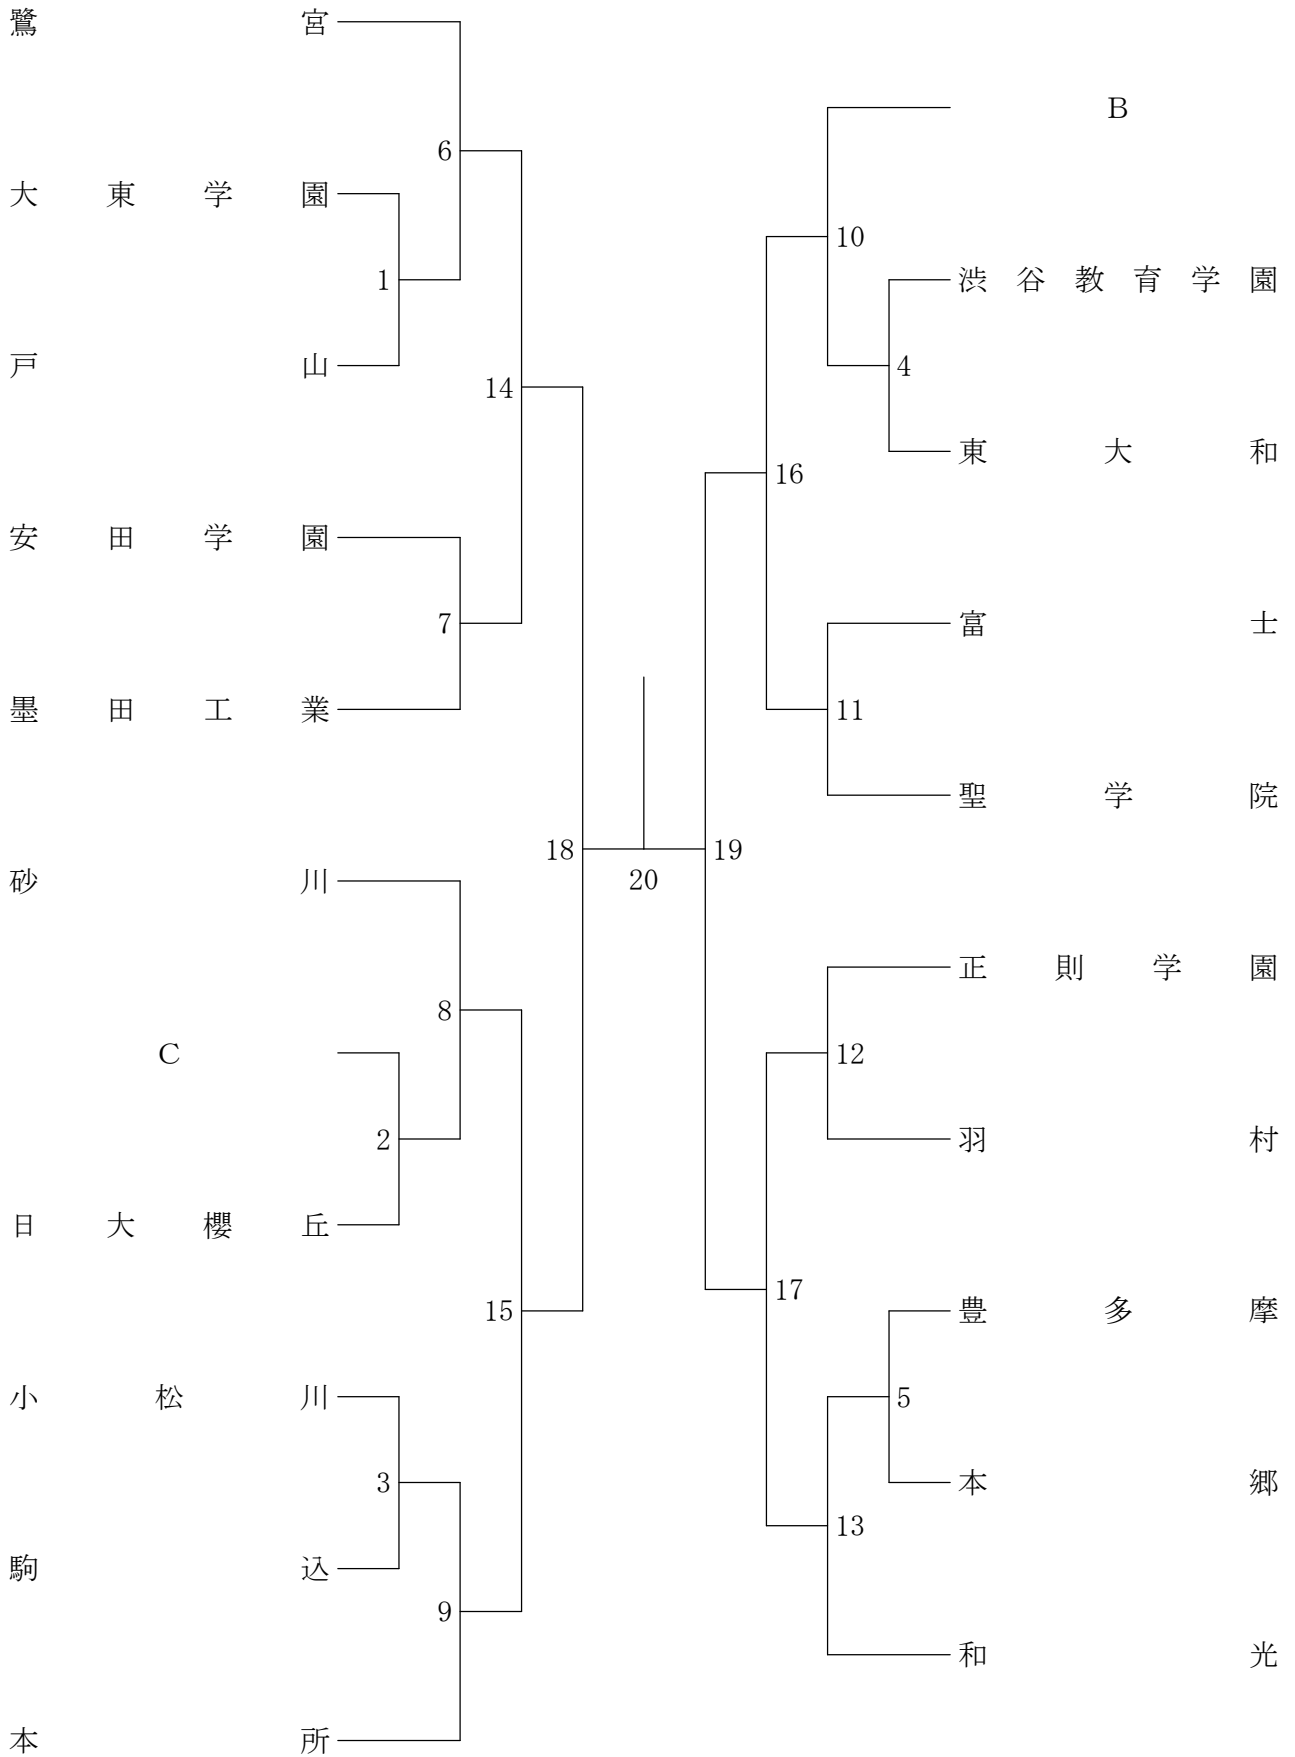 鷺宮
6
大東学園
1
戸山
14
安田学園
7
墨田工業
18
砂川
8
C
2
日大櫻丘
15
小松川
3
駒込
9
本所
20
B
10
渋谷教育学園
4
東大和
16
富士
11
聖学院
19
正則学園
12
羽村
17
豊多摩
5
本郷
13
和光